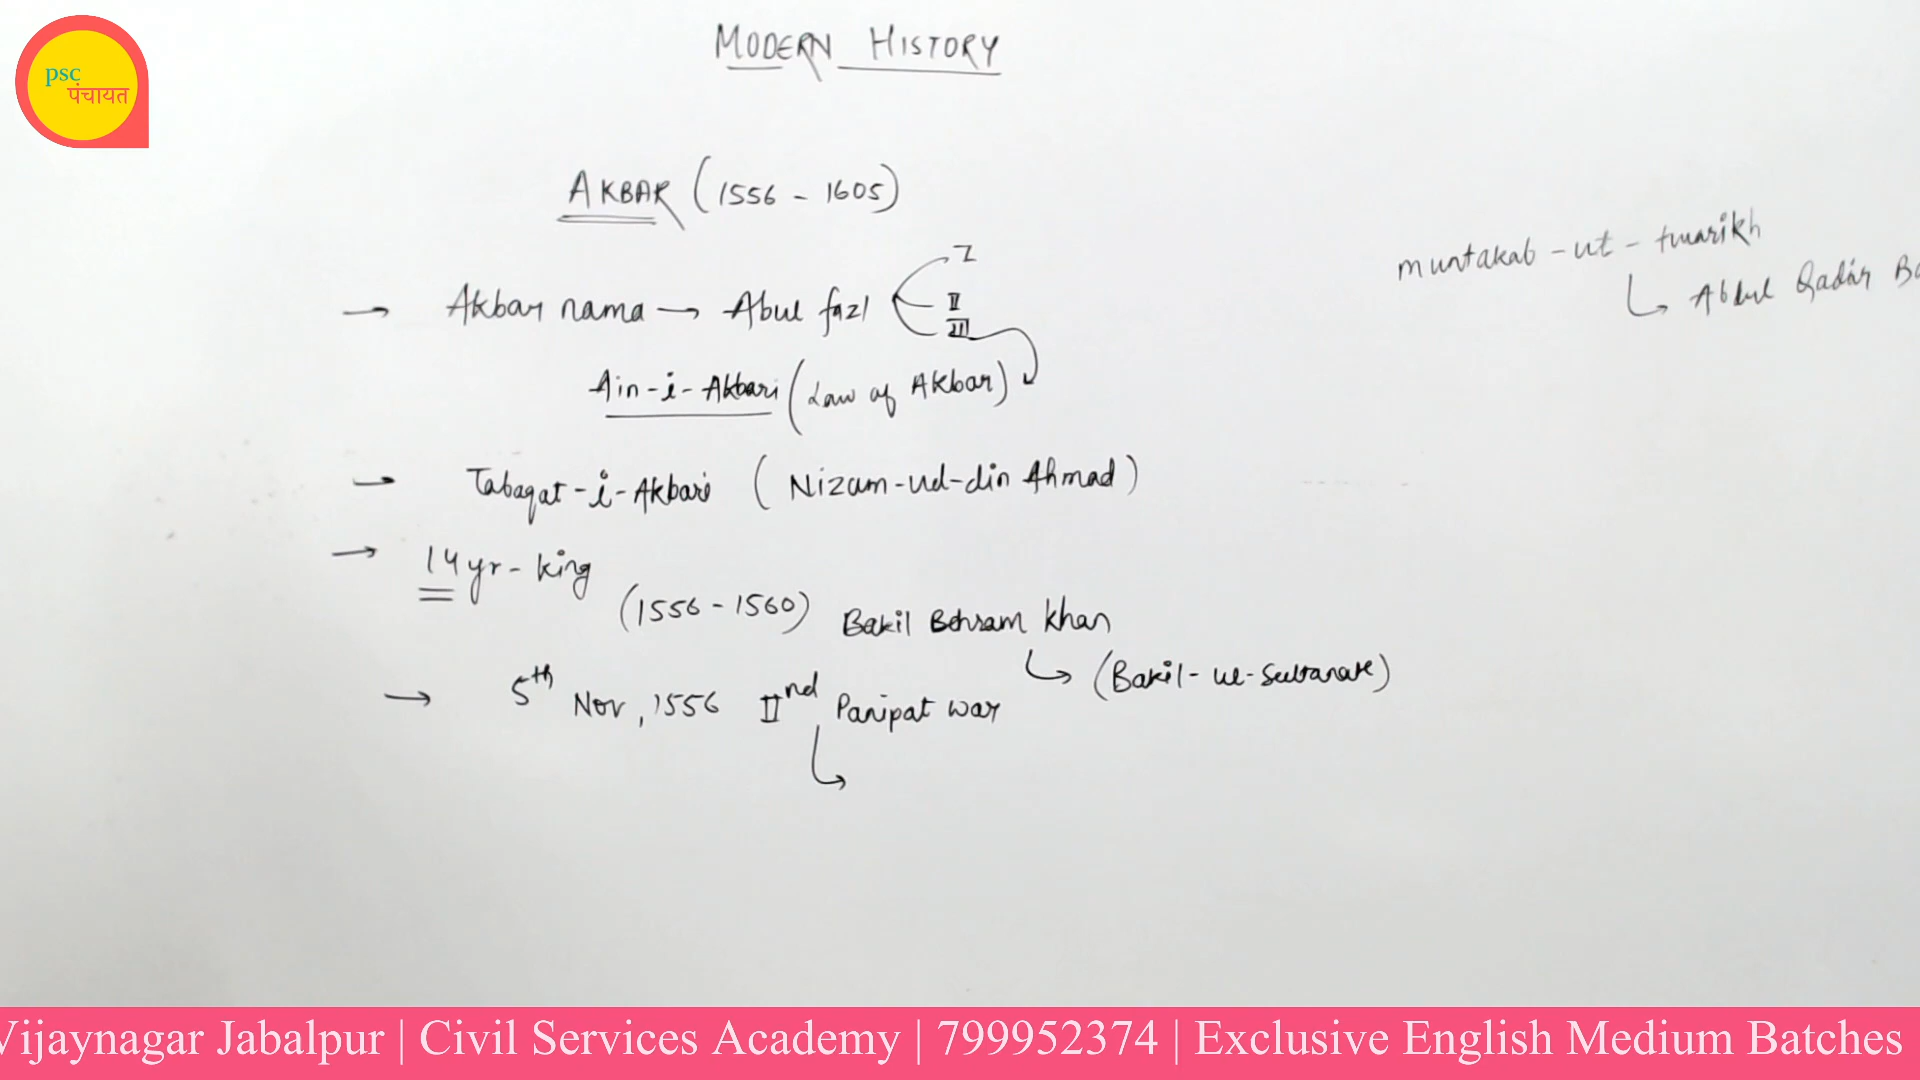 psc
पंचायत
MODERN HISTORY
AKBAR (1556 - 1605)
muntakab-ut-twarikh
Abdul Qadir
→ Akbar nama → Abul fazl I
II
III
Ain-i-Akbari (Law of Akbar)
→ Tabaqat-i-Akbari (Nizam-ud-din Ahmad)
→ 14 yr - king
(1556 - 1560) Bakil Behram Khan
(Bakil-ul-Sultanate)
→ 5th Nov, 1556 IInd Panipat war
Vijaynagar Jabalpur | Civil Services Academy | 799952374 | Exclusive English Medium Batches